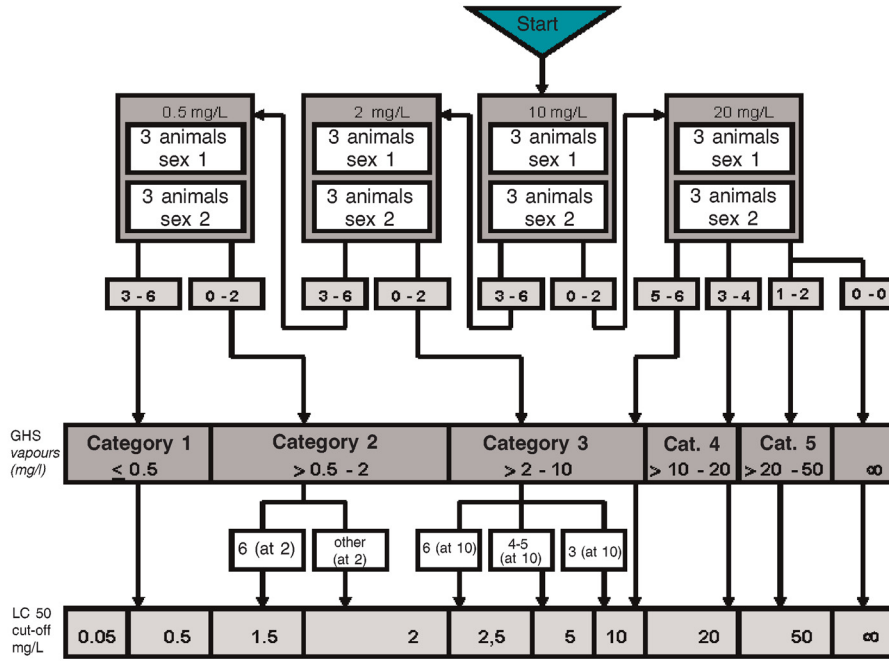 Start
0.5 mg/L
3 animals
sex 1
3 animals
sex 2
2 mg/L
3 animals
sex 1
3 animals
sex 2
10 mg/L
3 animals
sex 1
3 animals
sex 2
20 mg/L
3 animals
sex 1
3 animals
sex 2
3 - 6
0 - 2
3 - 6
0 - 2
3 - 6
0 - 2
5 - 6
3 - 4
1 - 2
0 - 0
GHS
vapours
(mg/l)
Category 1
≤ 0.5
Category 2
> 0.5 - 2
Category 3
> 2 - 10
Cat. 4
> 10 - 20
Cat. 5
> 20 - 50
∞
6 (at 2)
other
(at 2)
6 (at 10)
4-5
(at 10)
3 (at 10)
LC 50
cut-off
mg/L
0.05
0.5
1.5
2
2,5
5
10
20
50
∞